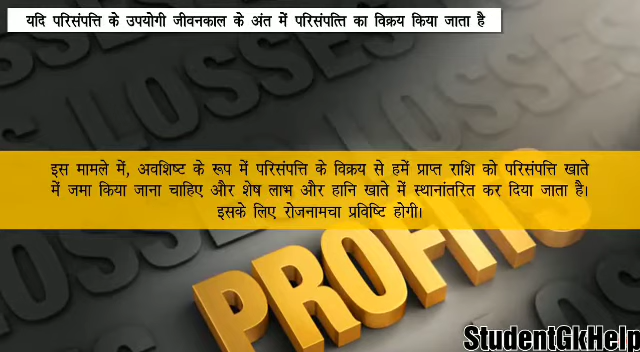 यदि परिसंपत्ति के उपयोगी जीवनकाल के अंत में परिसंपत्ति का विक्रय किया जाता है
LOSSES
LOSSES
इस मामले में, अवशिष्ट के रूप में परिसंपत्ति के विक्रय से हमें प्राप्त राशि को परिसंपत्ति खाते
में जमा किया जाना चाहिए और शेष लाभ और हानि खाते में स्थानांतरित कर दिया जाता है।
इसके लिए रोजनामचा प्रविष्टि होगी।
PROFITS
StudentGkHelp